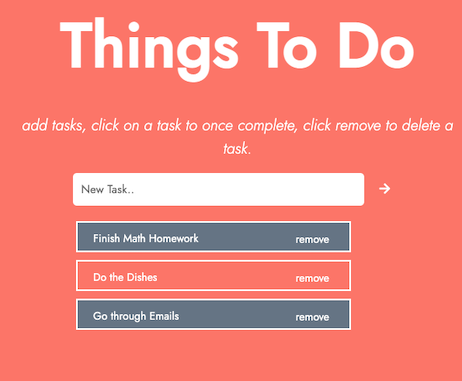 Things To Do
add tasks, click on a task to once complete, click remove to delete a
task.
New Task..
Finish Math Homework remove
Do the Dishes remove
Go through Emails remove